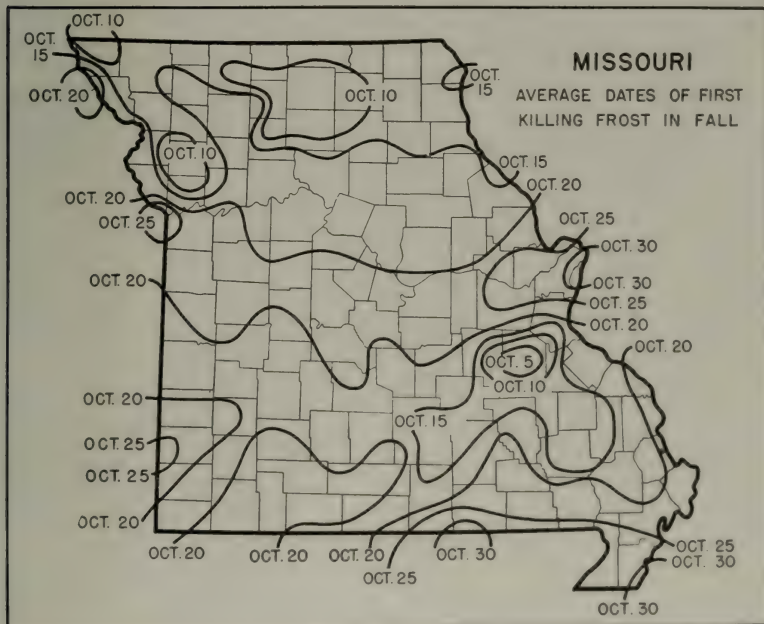 MISSOURI
AVERAGE DATES OF FIRST
KILLING FROST IN FALL
OCT. 10
OCT.
15
OCT. 20
OCT. 10
OCT. 10
OCT.
15
OCT. 15
OCT. 20
OCT. 20
OCT. 25
OCT. 25
OCT. 30
OCT. 20
OCT. 30
OCT. 25
OCT. 20
OCT. 20
OCT. 5
OCT. 10
OCT. 20
OCT. 15
OCT. 25
OCT. 25
OCT. 20
OCT. 20
OCT. 20
OCT. 20
OCT. 30
OCT. 25
OCT. 25
OCT. 30
OCT. 30